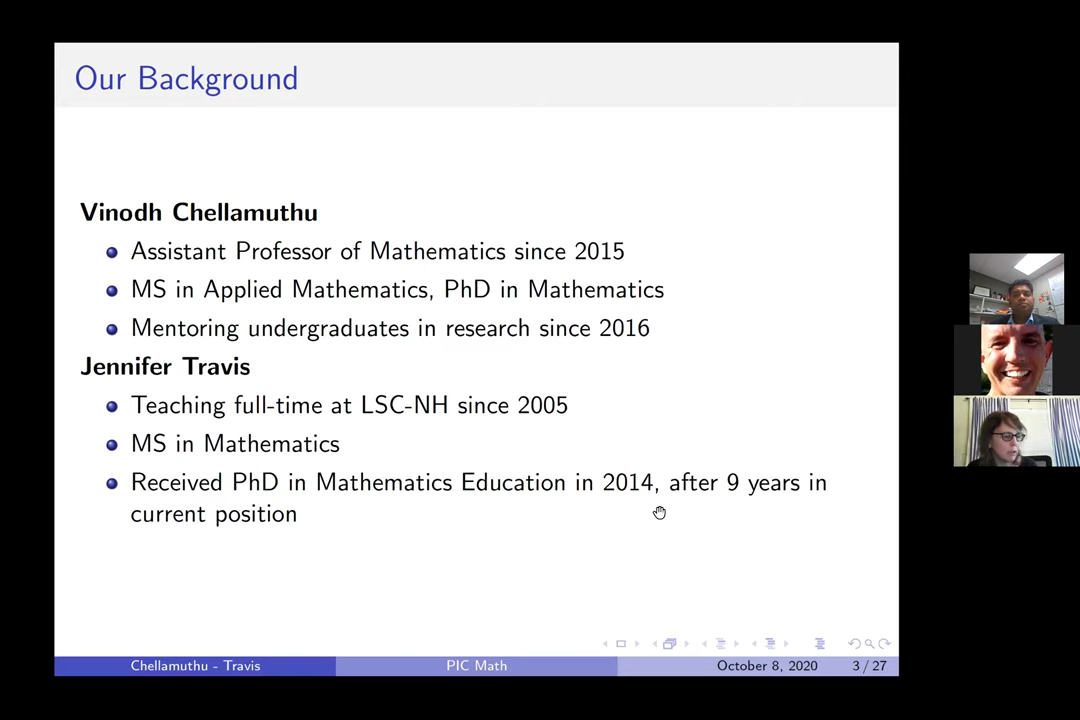 Our Background
Vinodh Chellamuthu
Assistant Professor of Mathematics since 2015
MS in Applied Mathematics, PhD in Mathematics
Mentoring undergraduates in research since 2016
Jennifer Travis
Teaching full-time at LSC-NH since 2005
MS in Mathematics
Received PhD in Mathematics Education in 2014, after 9 years in
current position
Chellamuthu - Travis PIC Math October 8, 2020 3 / 27